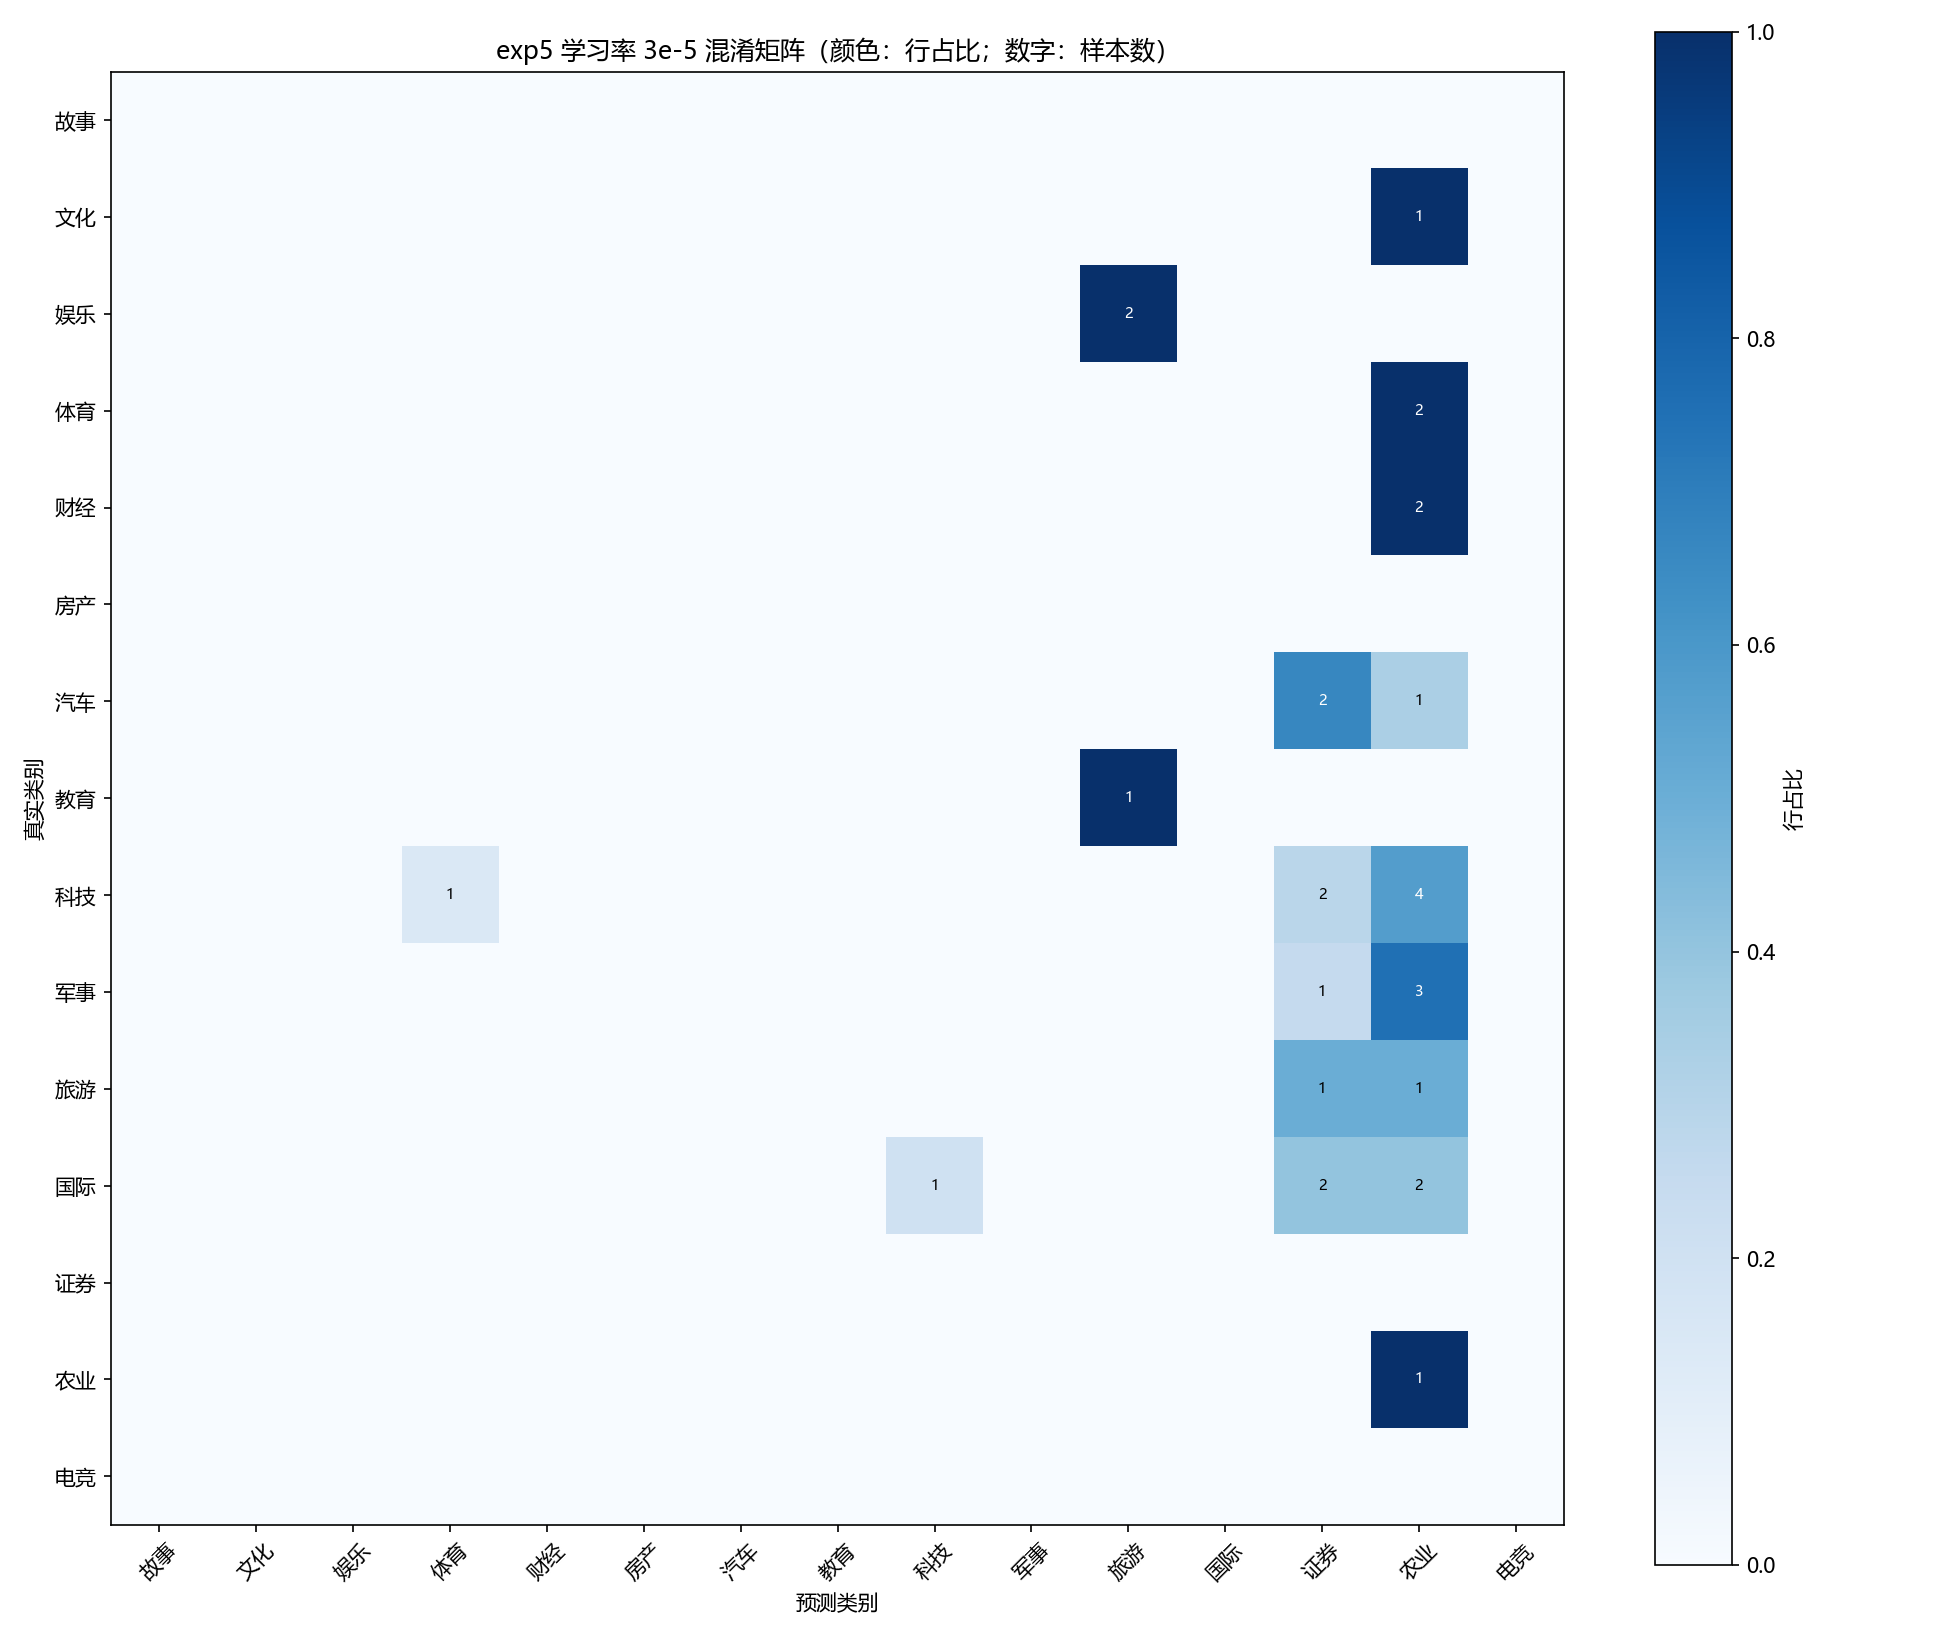 exp5 学习率 3e-5 混淆矩阵（颜色：行占比；数字：样本数）
故事
文化
1
娱乐
2
体育
2
财经
2
房产
汽车
2 1
教育
1
科技
1 2 4
军事
1 3
旅游
1 1
国际
1 2 2
证券
农业
1
电竞
真实类别
故事 文化 娱乐 体育 财经 房产 汽车 教育 科技 军事 旅游 国际 证券 农业 电竞
预测类别
1.0
0.8
0.6
0.4
0.2
0.0
行占比